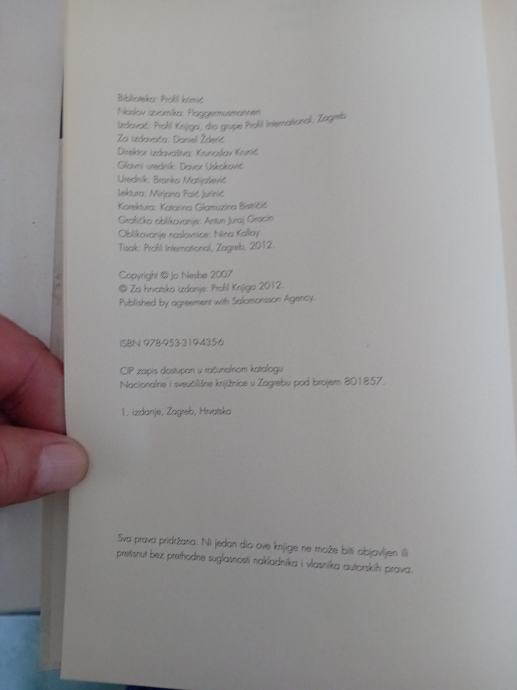 Biblioteka: Profil krimić
Naslov izvornika: Flaggermusmannen
Izdavač: Profil Knjiga, dio grupe Profil International, Zagreb
Za izdavača: Daniel Žderić
Direktor izdavaštva: Krunoslav Krunić
Glavni urednik: Davor Uskoković
Urednik: Branko Matijašević
Lektura: Mirjana Paić Jurinić
Korektura: Katarina Glamuzina Bistričić
Grafičko oblikovanje: Antun Juraj Gracin
Oblikovanje naslovnice: Nina Kallay
Tisak: Profil International, Zagreb, 2012.
Copyright © Jo Nesbø 2007
© Za hrvatsko izdanje: Profil Knjiga 2012.
Published by agreement with Salomonsson Agency.
ISBN 978-953-319-435-6
CIP zapis dostupan u računalnom katalogu
Nacionalne i sveučilišne knjižnice u Zagrebu pod brojem 801857.
1. izdanje, Zagreb, Hrvatska
Sva prava pridržana. Ni jedan dio ove knjige ne može biti objavljen ili
pretisnut bez prethodne suglasnosti nakladnika i vlasnika autorskih prava.